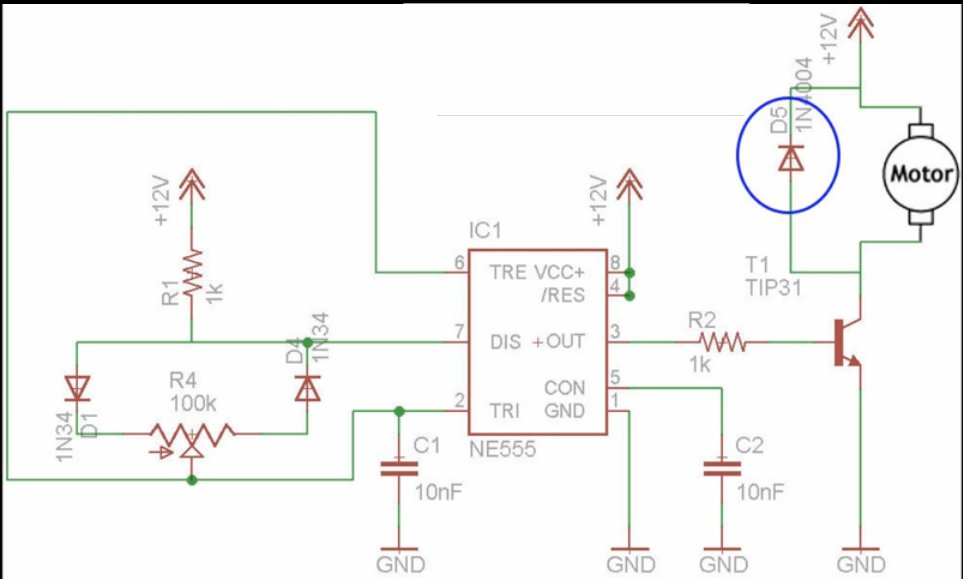 +12V
D5
1N4004
Motor
+12V
R1
1k
+12V
IC1
6
TRE
VCC+
8
/RES
4
7
DIS
+OUT
3
CON
5
2
TRI
GND
1
NE555
T1
TIP31
R2
1k
D4
1N34
R4
100k
1N34
D1
C1
10nF
C2
10nF
GND
GND
GND
GND